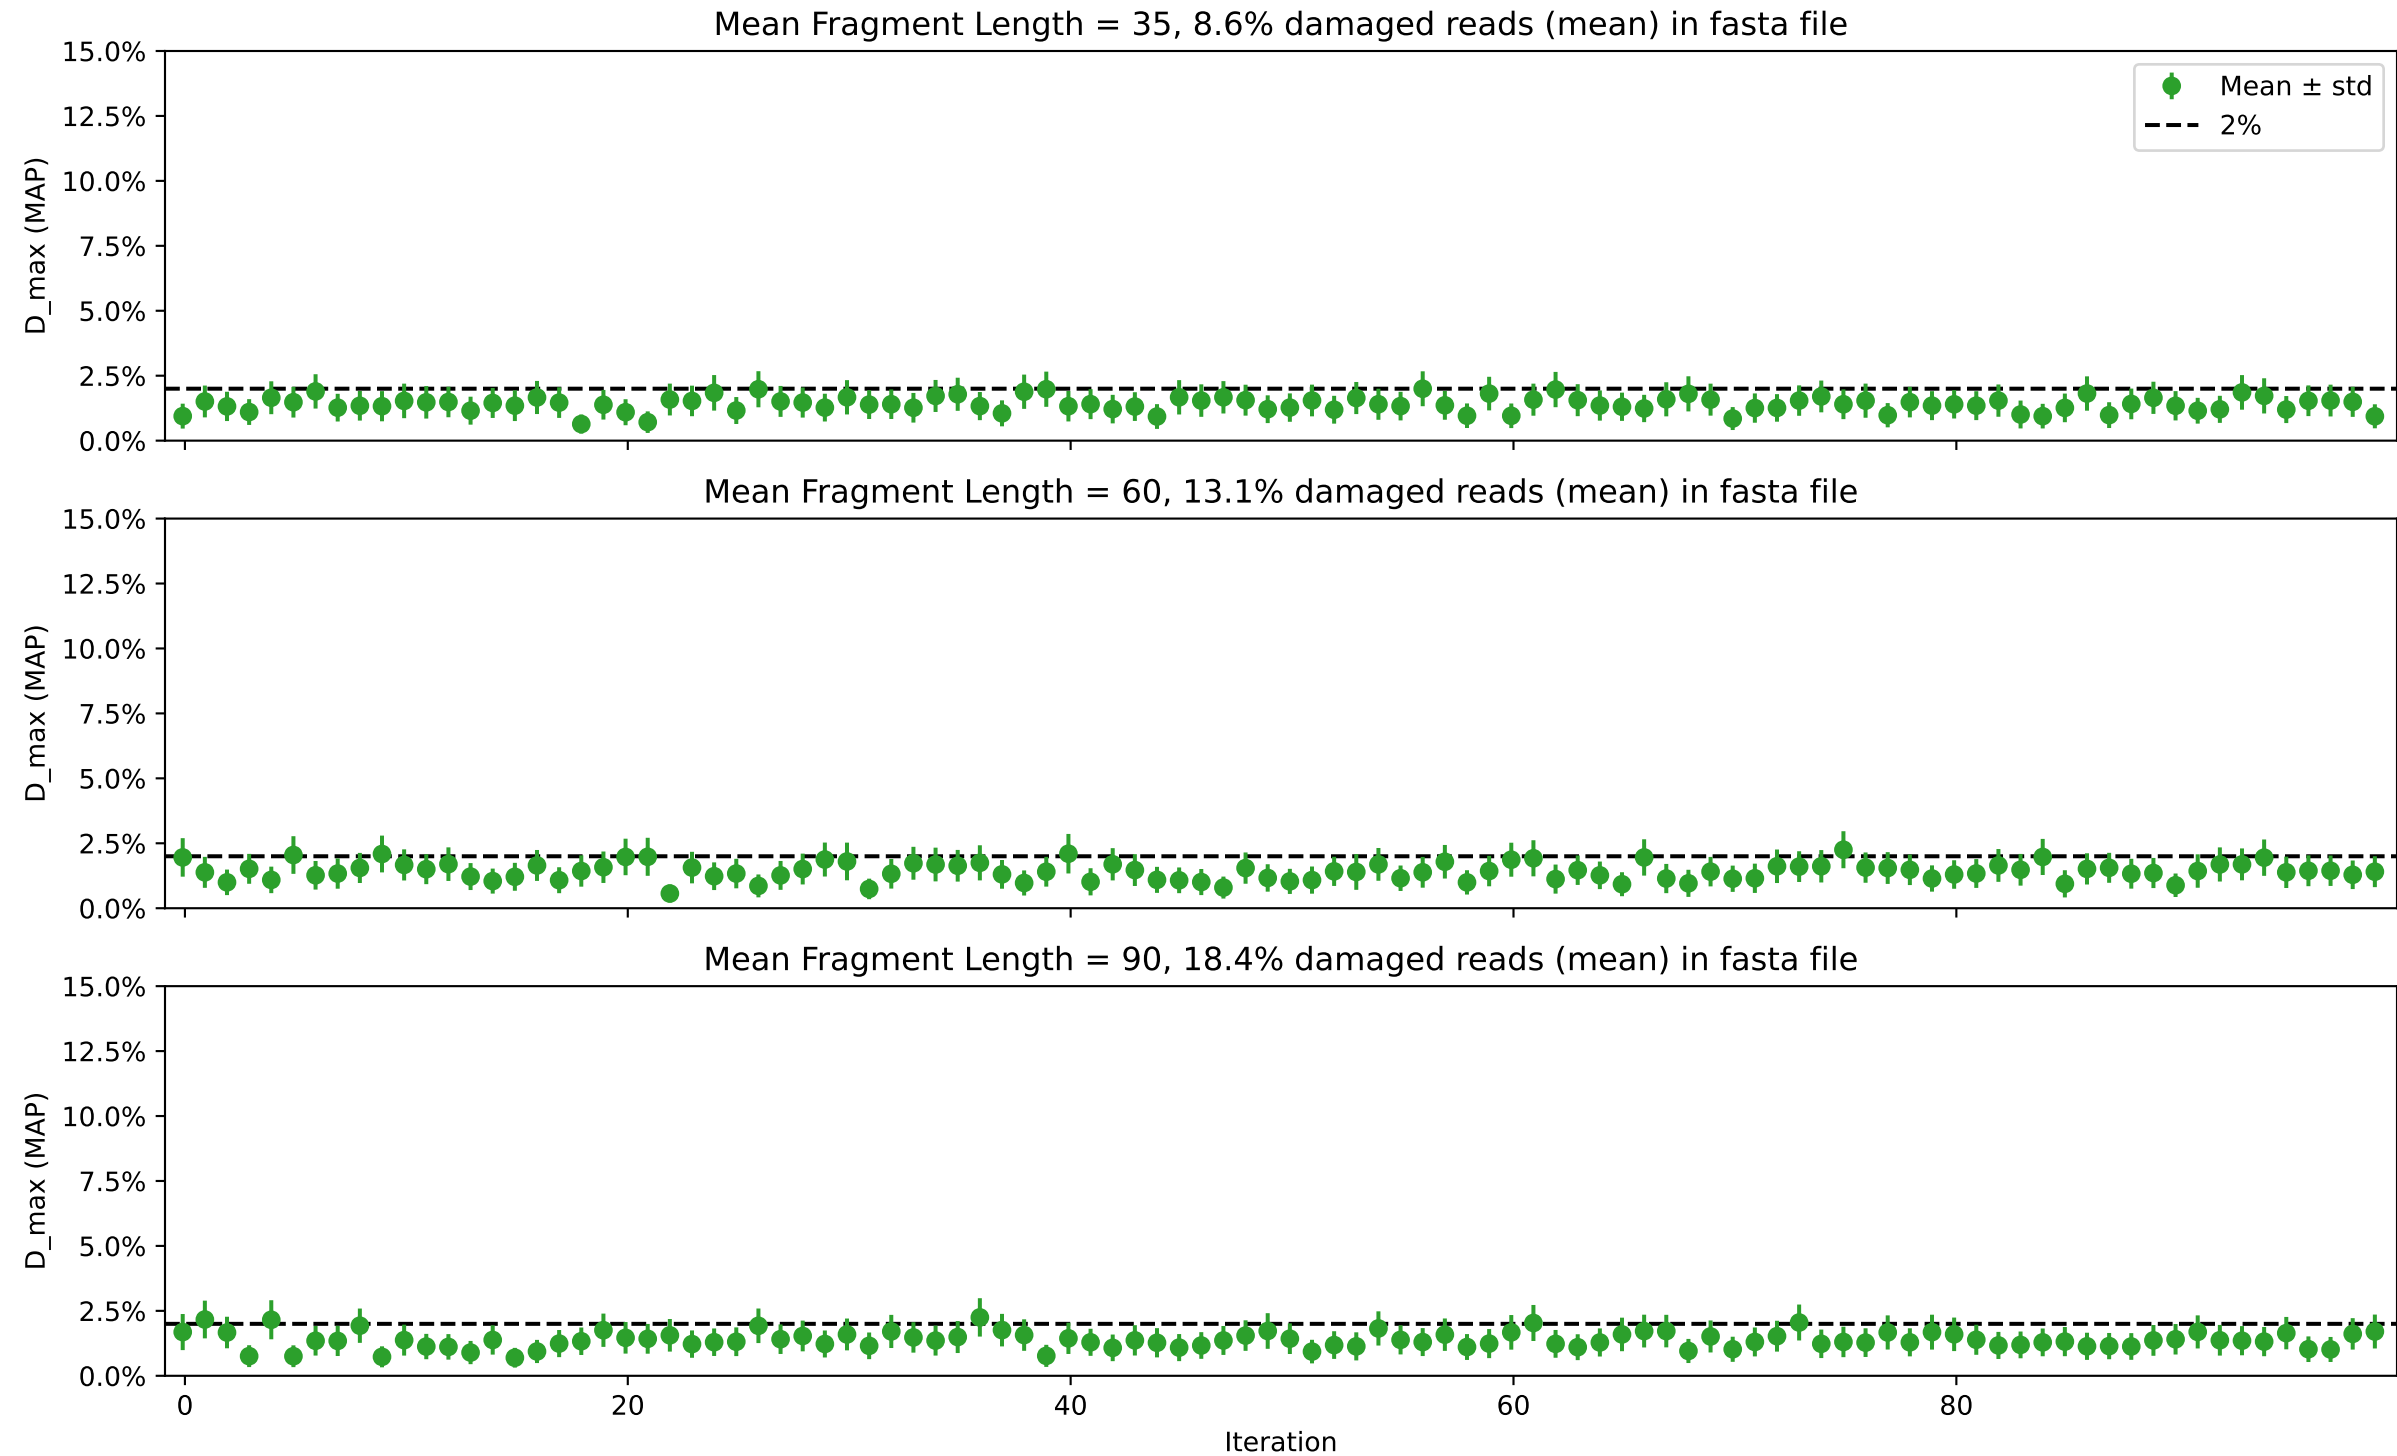 Mean Fragment Length = 35, 8.6% damaged reads (mean) in fasta file
15.0%
12.5%
10.0%
7.5%
5.0%
2.5%
0.0%
D_max (MAP)
Mean ± std
2%
Mean Fragment Length = 60, 13.1% damaged reads (mean) in fasta file
15.0%
12.5%
10.0%
7.5%
5.0%
2.5%
0.0%
D_max (MAP)
Mean Fragment Length = 90, 18.4% damaged reads (mean) in fasta file
15.0%
12.5%
10.0%
7.5%
5.0%
2.5%
0.0%
D_max (MAP)
0 20 40 60 80
Iteration